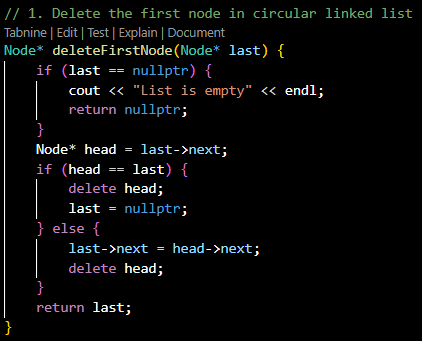 // 1. Delete the first node in circular linked list
Tabnine | Edit | Test | Explain | Document
Node* deleteFirstNode(Node* last) {
    if (last == nullptr) {
        cout << "List is empty" << endl;
        return nullptr;
    }
    Node* head = last->next;
    if (head == last) {
        delete head;
        last = nullptr;
    } else {
        last->next = head->next;
        delete head;
    }
    return last;
}